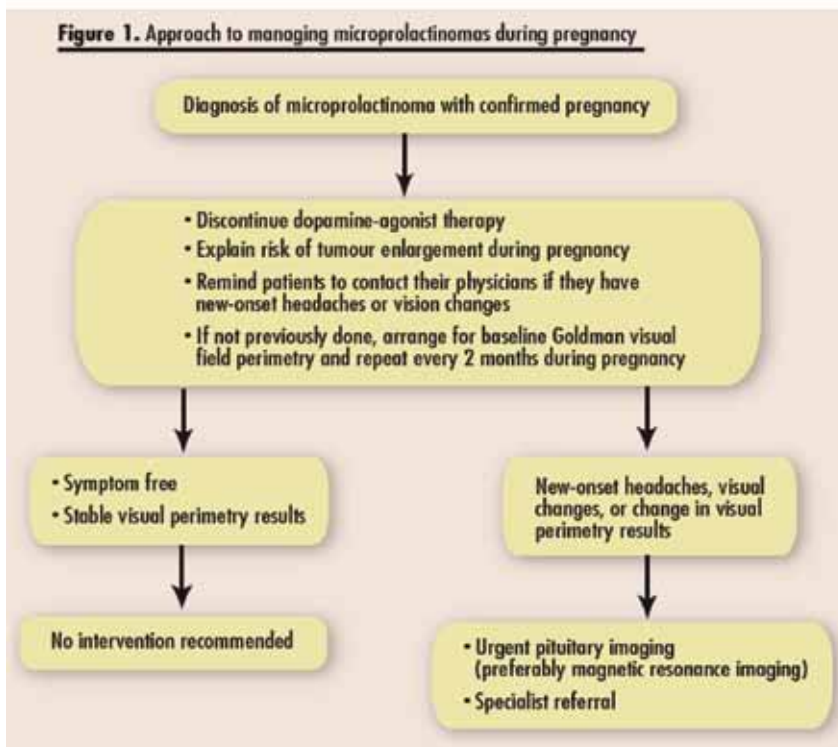 Figure 1. Approach to managing microprolactinomas during pregnancy
Diagnosis of microprolactinoma with confirmed pregnancy
• Discontinue dopamine-agonist therapy
• Explain risk of tumour enlargement during pregnancy
• Remind patients to contact their physicians if they have
new-onset headaches or vision changes
• If not previously done, arrange for baseline Goldman visual
field perimetry and repeat every 2 months during pregnancy
• Symptom free
• Stable visual perimetry results
No intervention recommended
New-onset headaches, visual
changes, or change in visual
perimetry results
• Urgent pituitary imaging
(preferably magnetic resonance imaging)
• Specialist referral